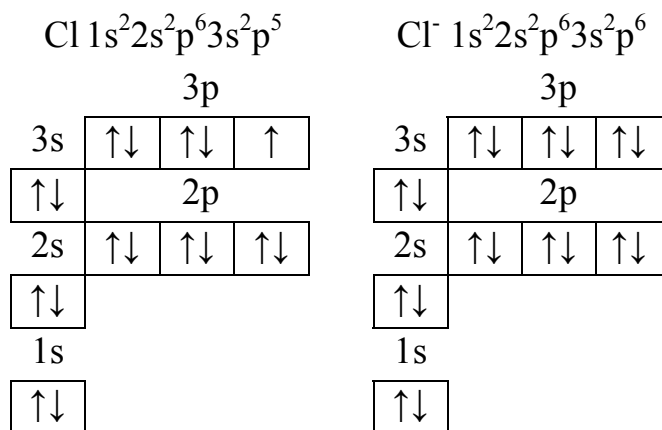 Cl 1s²2s²p⁶3s²p⁵ Cl⁻ 1s²2s²p⁶3s²p⁶
3p 3p
3s ↑↓ ↑↓ ↑ 3s ↑↓ ↑↓ ↑↓
↑↓ 2p ↑↓ 2p
2s ↑↓ ↑↓ ↑↓ 2s ↑↓ ↑↓ ↑↓
↑↓ ↑↓
1s 1s
↑↓ ↑↓